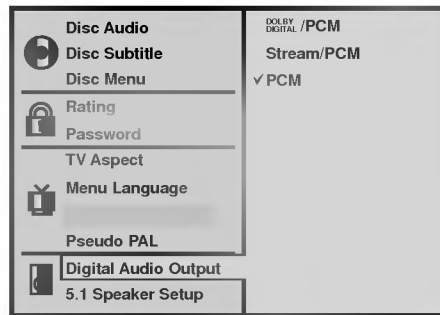 Disc Audio
Disc Subtitle
Disc Menu
Rating
Password
TV Aspect
Menu Language
Pseudo PAL
Digital Audio Output
5.1 Speaker Setup
DOLBY DIGITAL /PCM
Stream/PCM
✓ PCM